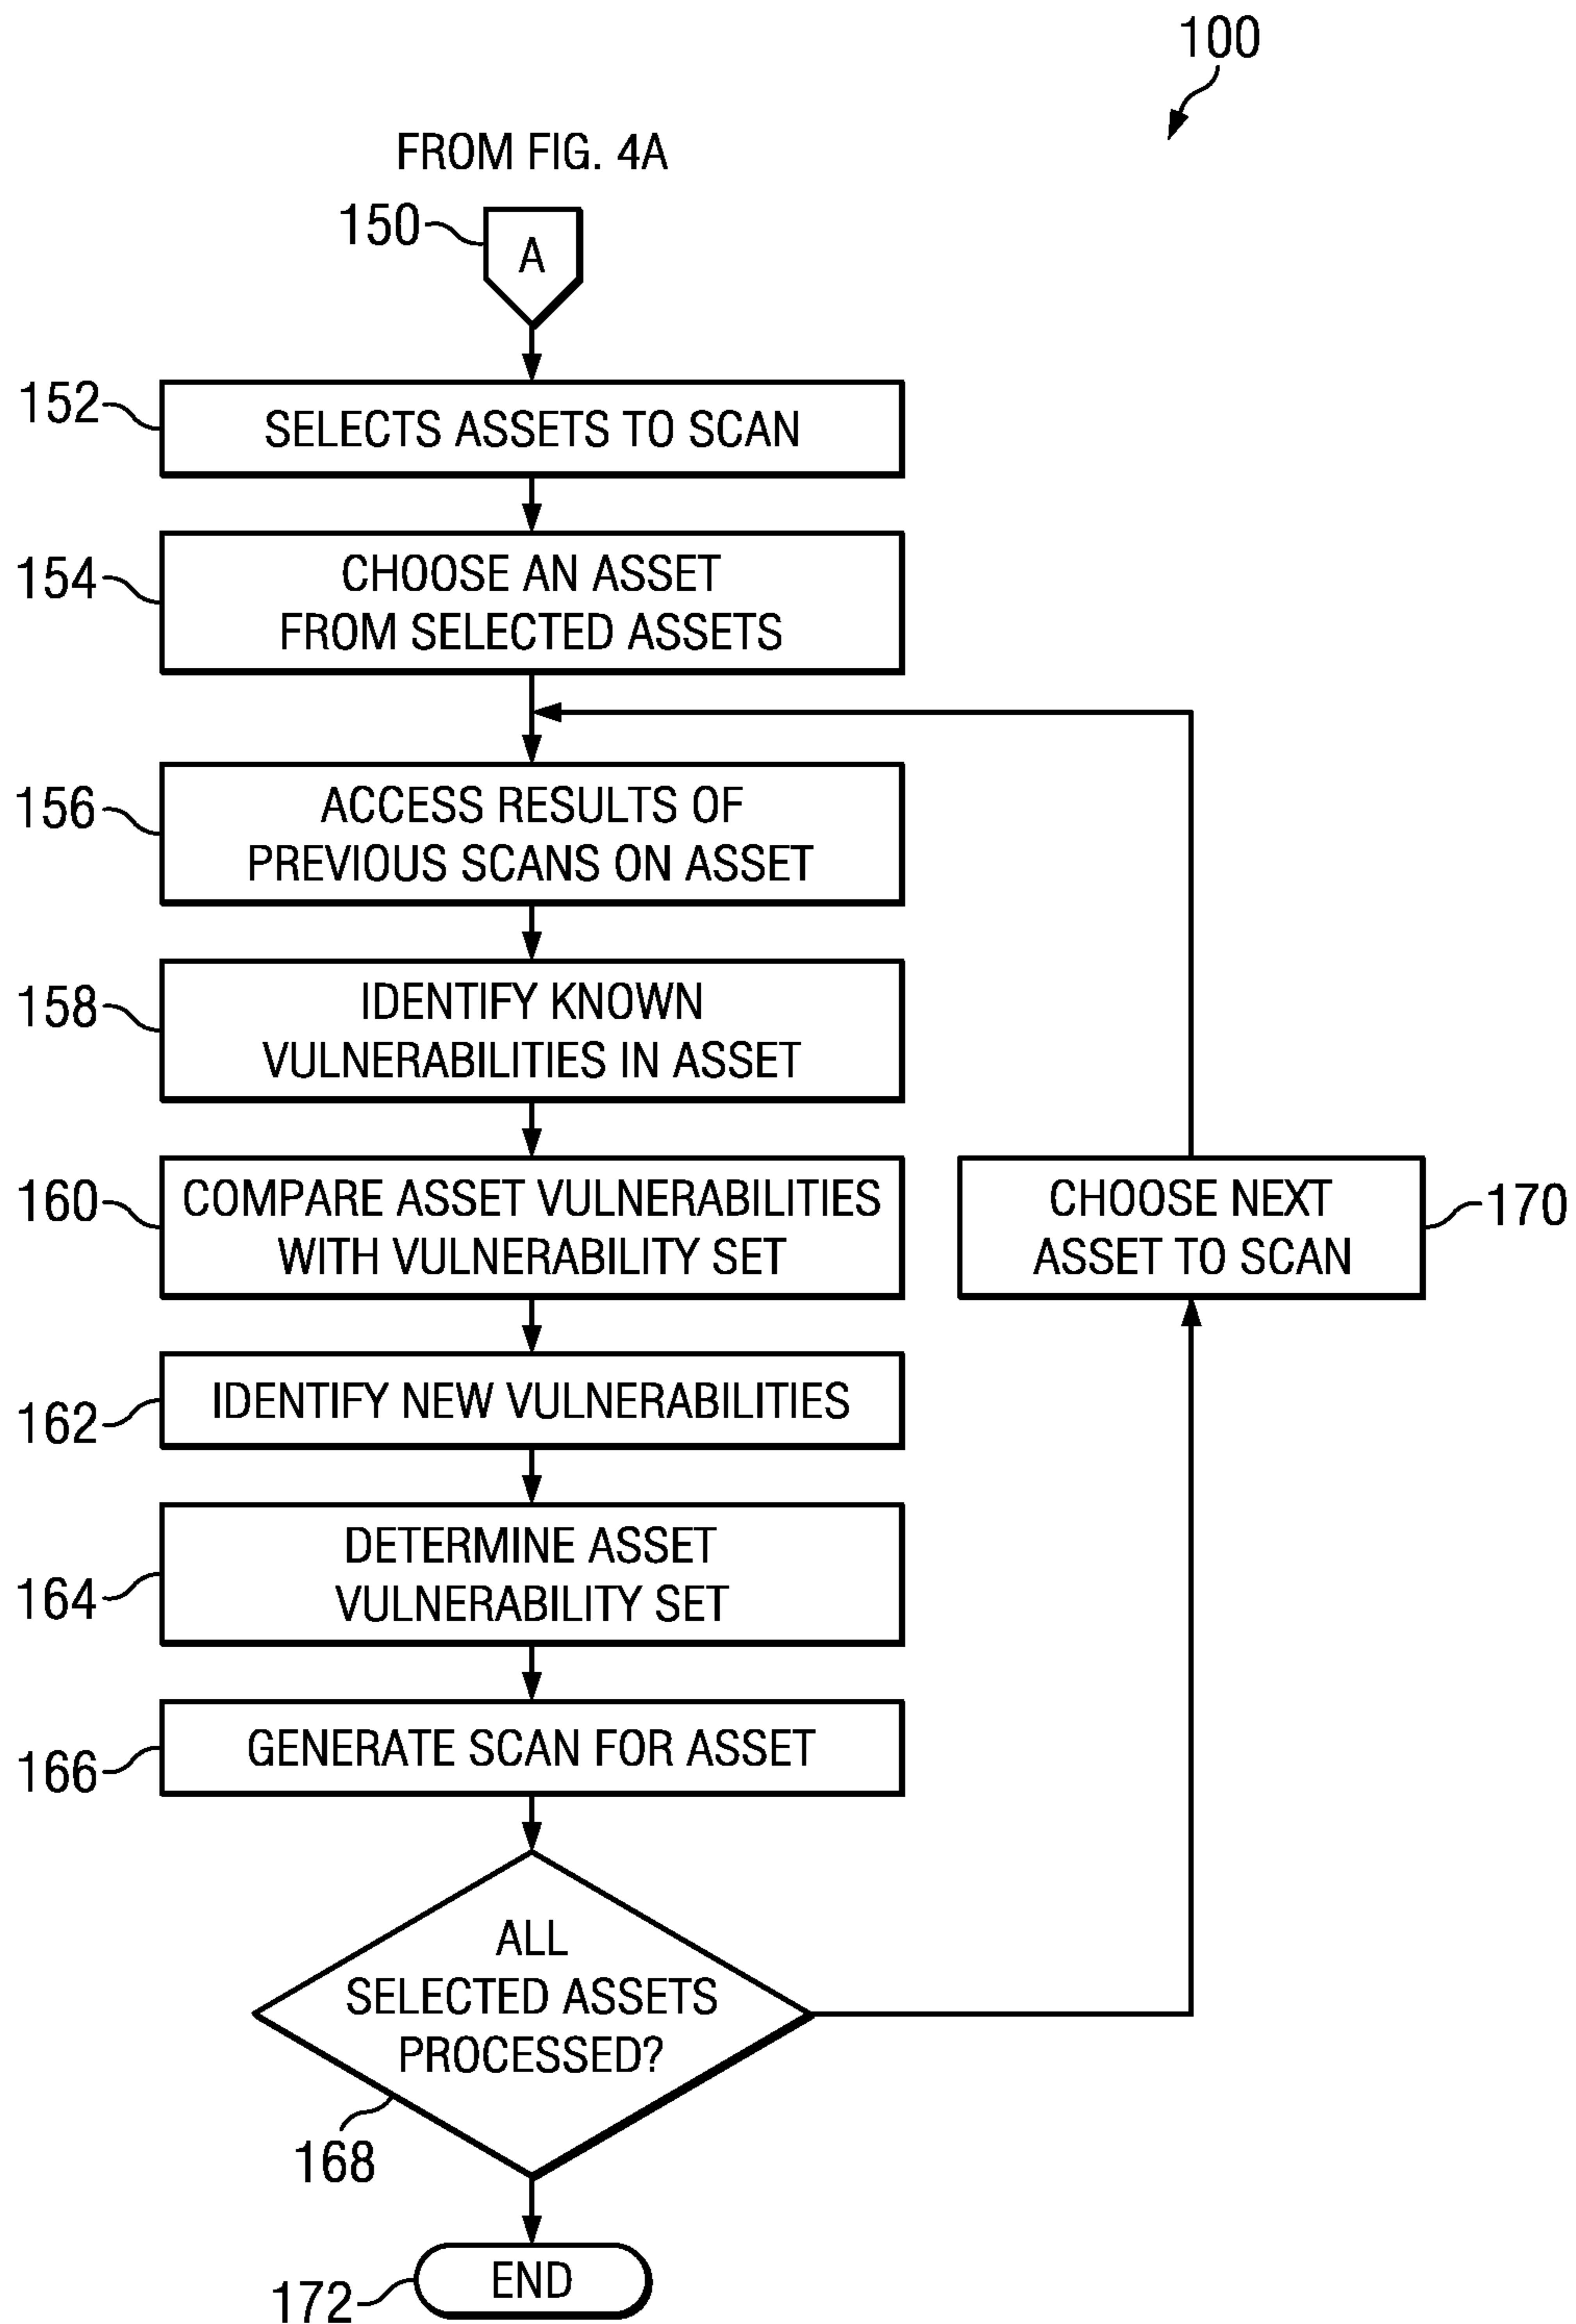 100
FROM FIG. 4A
150
A
152
SELECTS ASSETS TO SCAN
154
CHOOSE AN ASSET
FROM SELECTED ASSETS
156
ACCESS RESULTS OF
PREVIOUS SCANS ON ASSET
158
IDENTIFY KNOWN
VULNERABILITIES IN ASSET
160
COMPARE ASSET VULNERABILITIES
WITH VULNERABILITY SET
CHOOSE NEXT
ASSET TO SCAN
170
162
IDENTIFY NEW VULNERABILITIES
164
DETERMINE ASSET
VULNERABILITY SET
166
GENERATE SCAN FOR ASSET
ALL
SELECTED ASSETS
PROCESSED?
168
172
END